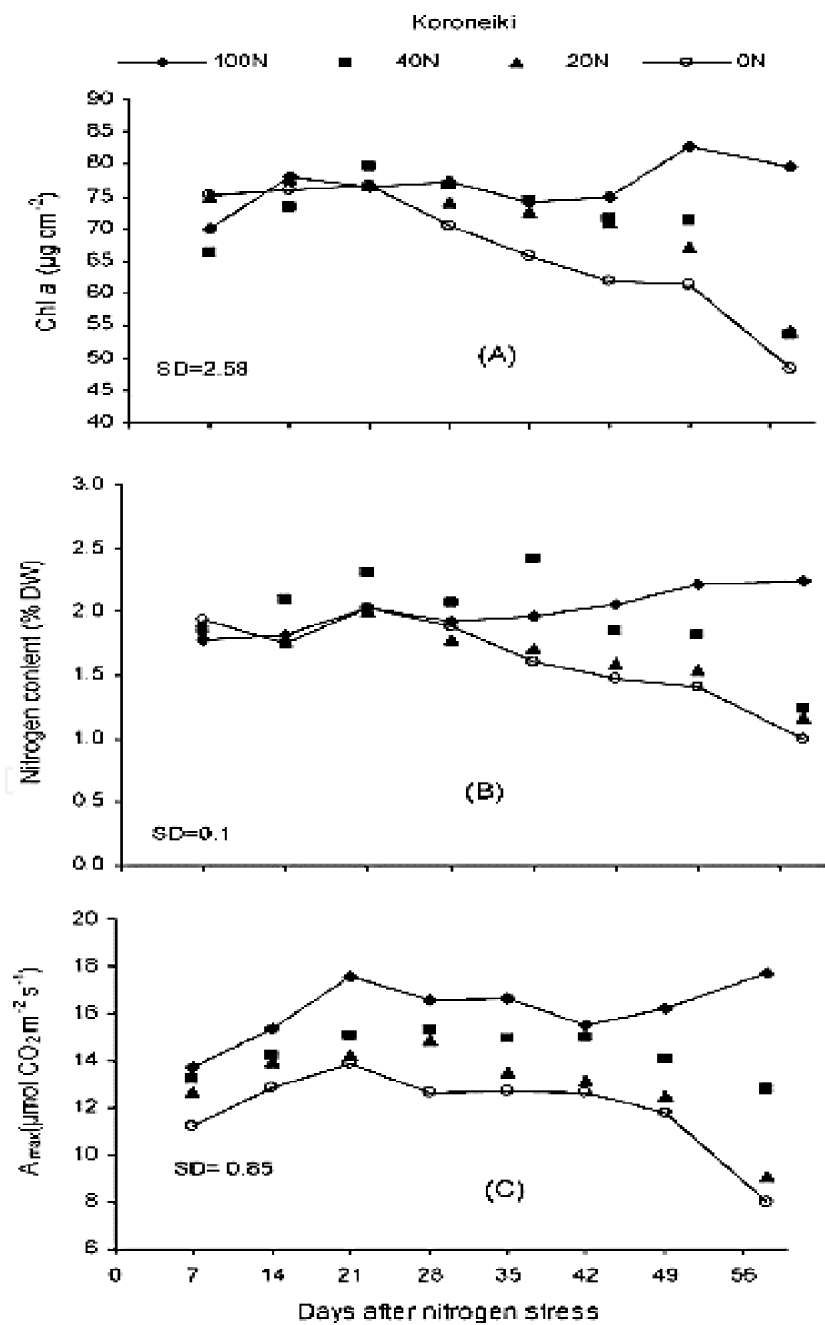 Koroneiki
100N 40N 20N 0N
90
85
80
75
70
65
60
55
50
45
40
Chl a (µg cm⁻²)
(A)
SD=2.58
3.0
2.5
2.0
1.5
1.0
0.5
0.0
Nitrogen content (% DW)
(B)
SD=0.1
20
18
16
14
12
10
8
6
Amax(µmol CO₂ m⁻² s⁻¹)
SD= 0.85
(C)
0 7 14 21 28 35 42 49 56
Days after nitrogen stress